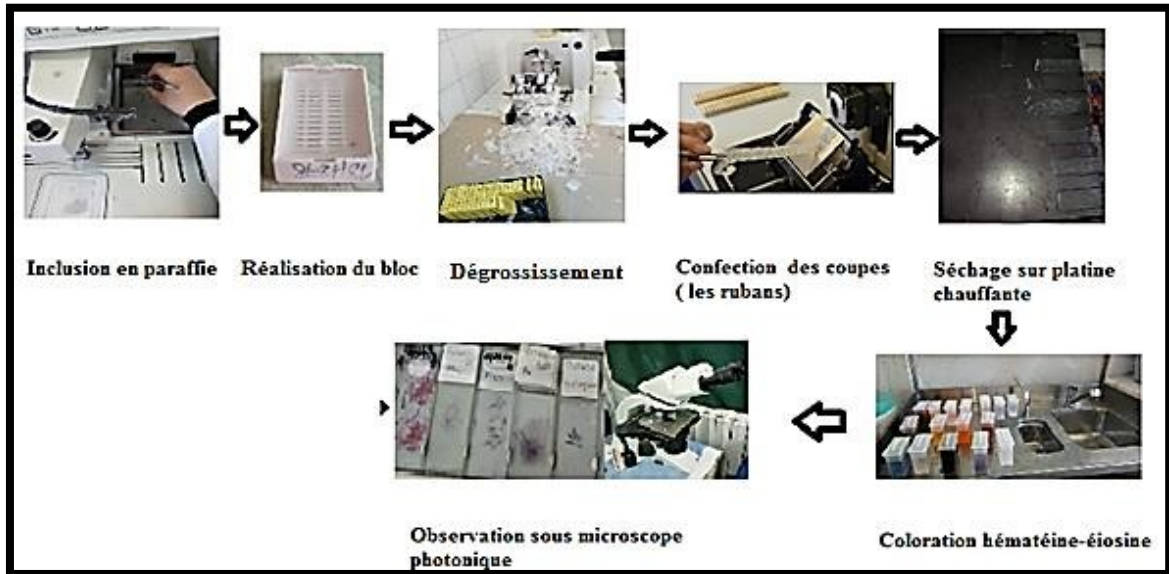 Inclusion en paraffie
Réalisation du bloc
Dégrossissement
Confection des coupes
( les rubans)
Séchage sur platine
chauffante
Coloration hématéine-éiosine
Observation sous microscope
photonique